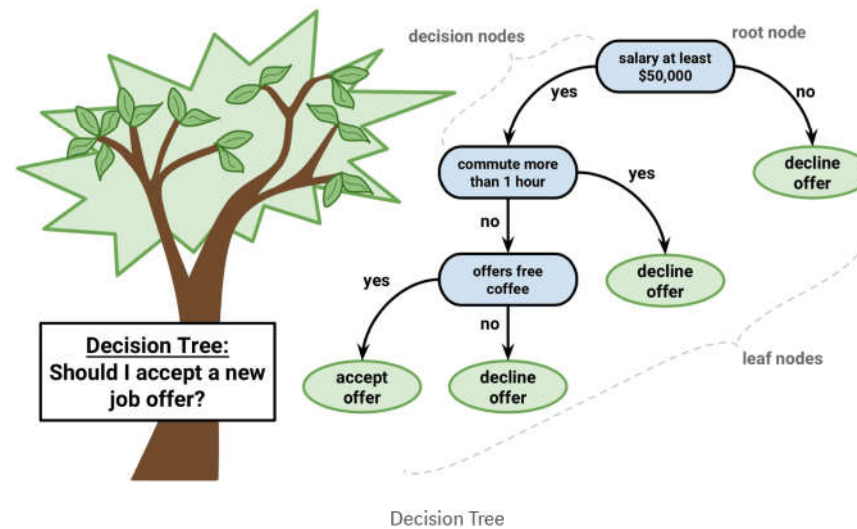 decision nodes
root node
salary at least
$50,000
yes
no
commute more
than 1 hour
yes
decline
offer
no
offers free
coffee
decline
offer
yes
no
Decision Tree:
Should I accept a new
job offer?
accept
offer
decline
offer
leaf nodes
Decision Tree